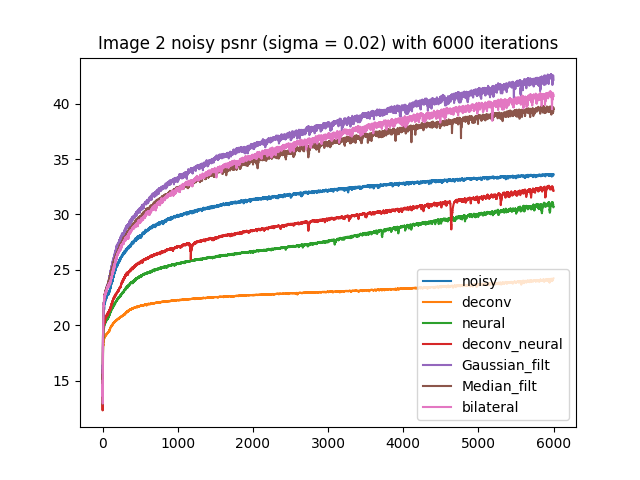 Image 2 noisy psnr (sigma = 0.02) with 6000 iterations
40
35
30
25
20
15
noisy
deconv
neural
deconv_neural
Gaussian_filt
Median_filt
bilateral
0 1000 2000 3000 4000 5000 6000